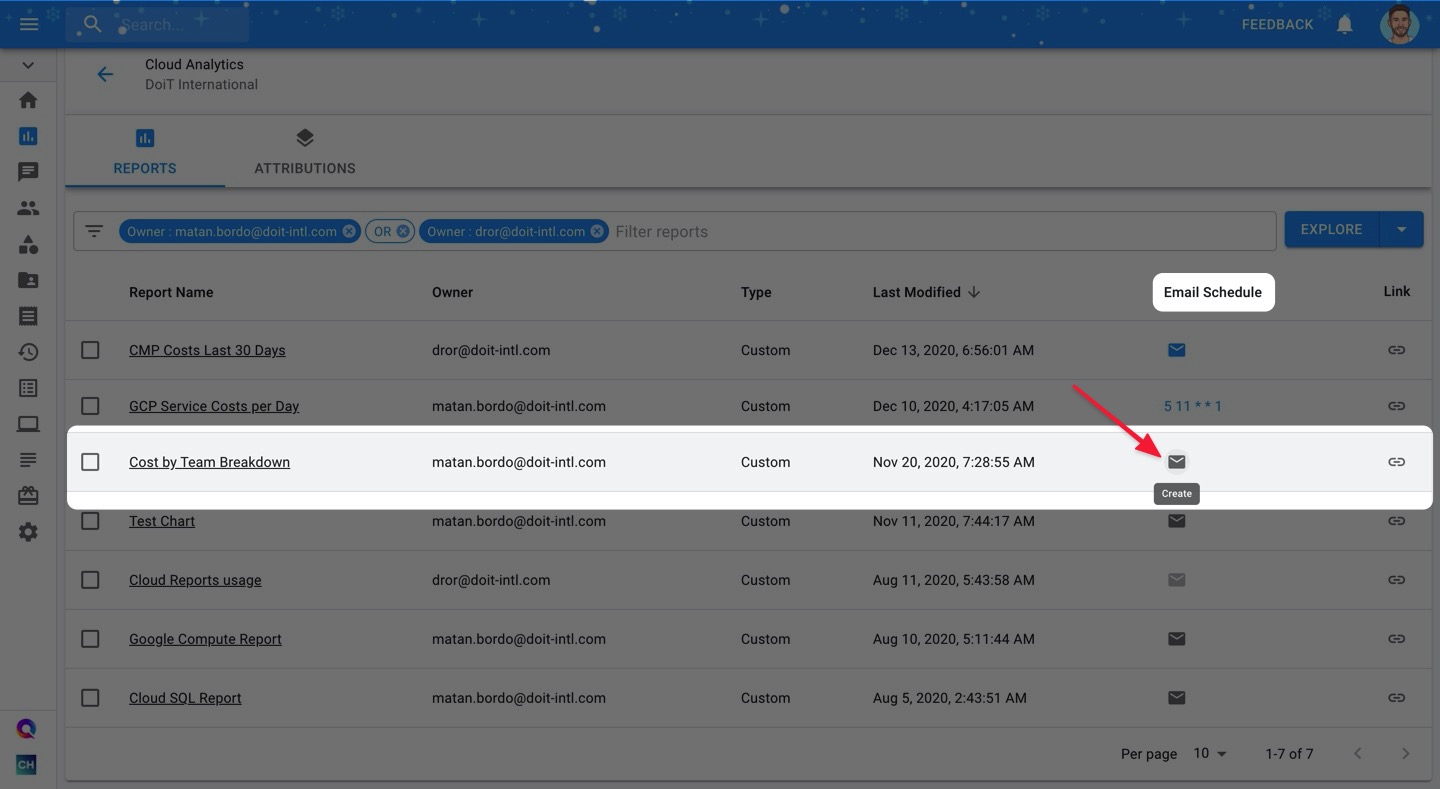 Search...
FEEDBACK
Cloud Analytics
DoiT International
REPORTS
ATTRIBUTIONS
Owner : matan.bordo@doit-intl.com OR Owner : dror@doit-intl.com Filter reports
EXPLORE
Report Name Owner Type Last Modified Email Schedule Link
CMP Costs Last 30 Days dror@doit-intl.com Custom Dec 13, 2020, 6:56:01 AM
GCP Service Costs per Day matan.bordo@doit-intl.com Custom Dec 10, 2020, 4:17:05 AM 5 11 * * 1
Cost by Team Breakdown matan.bordo@doit-intl.com Custom Nov 20, 2020, 7:28:55 AM
Create
Test Chart matan.bordo@doit-intl.com Custom Nov 11, 2020, 7:44:17 AM
Cloud Reports usage dror@doit-intl.com Custom Aug 11, 2020, 5:43:58 AM
Google Compute Report matan.bordo@doit-intl.com Custom Aug 10, 2020, 5:11:44 AM
Cloud SQL Report matan.bordo@doit-intl.com Custom Aug 5, 2020, 2:43:51 AM
CH
Per page 10 1-7 of 7